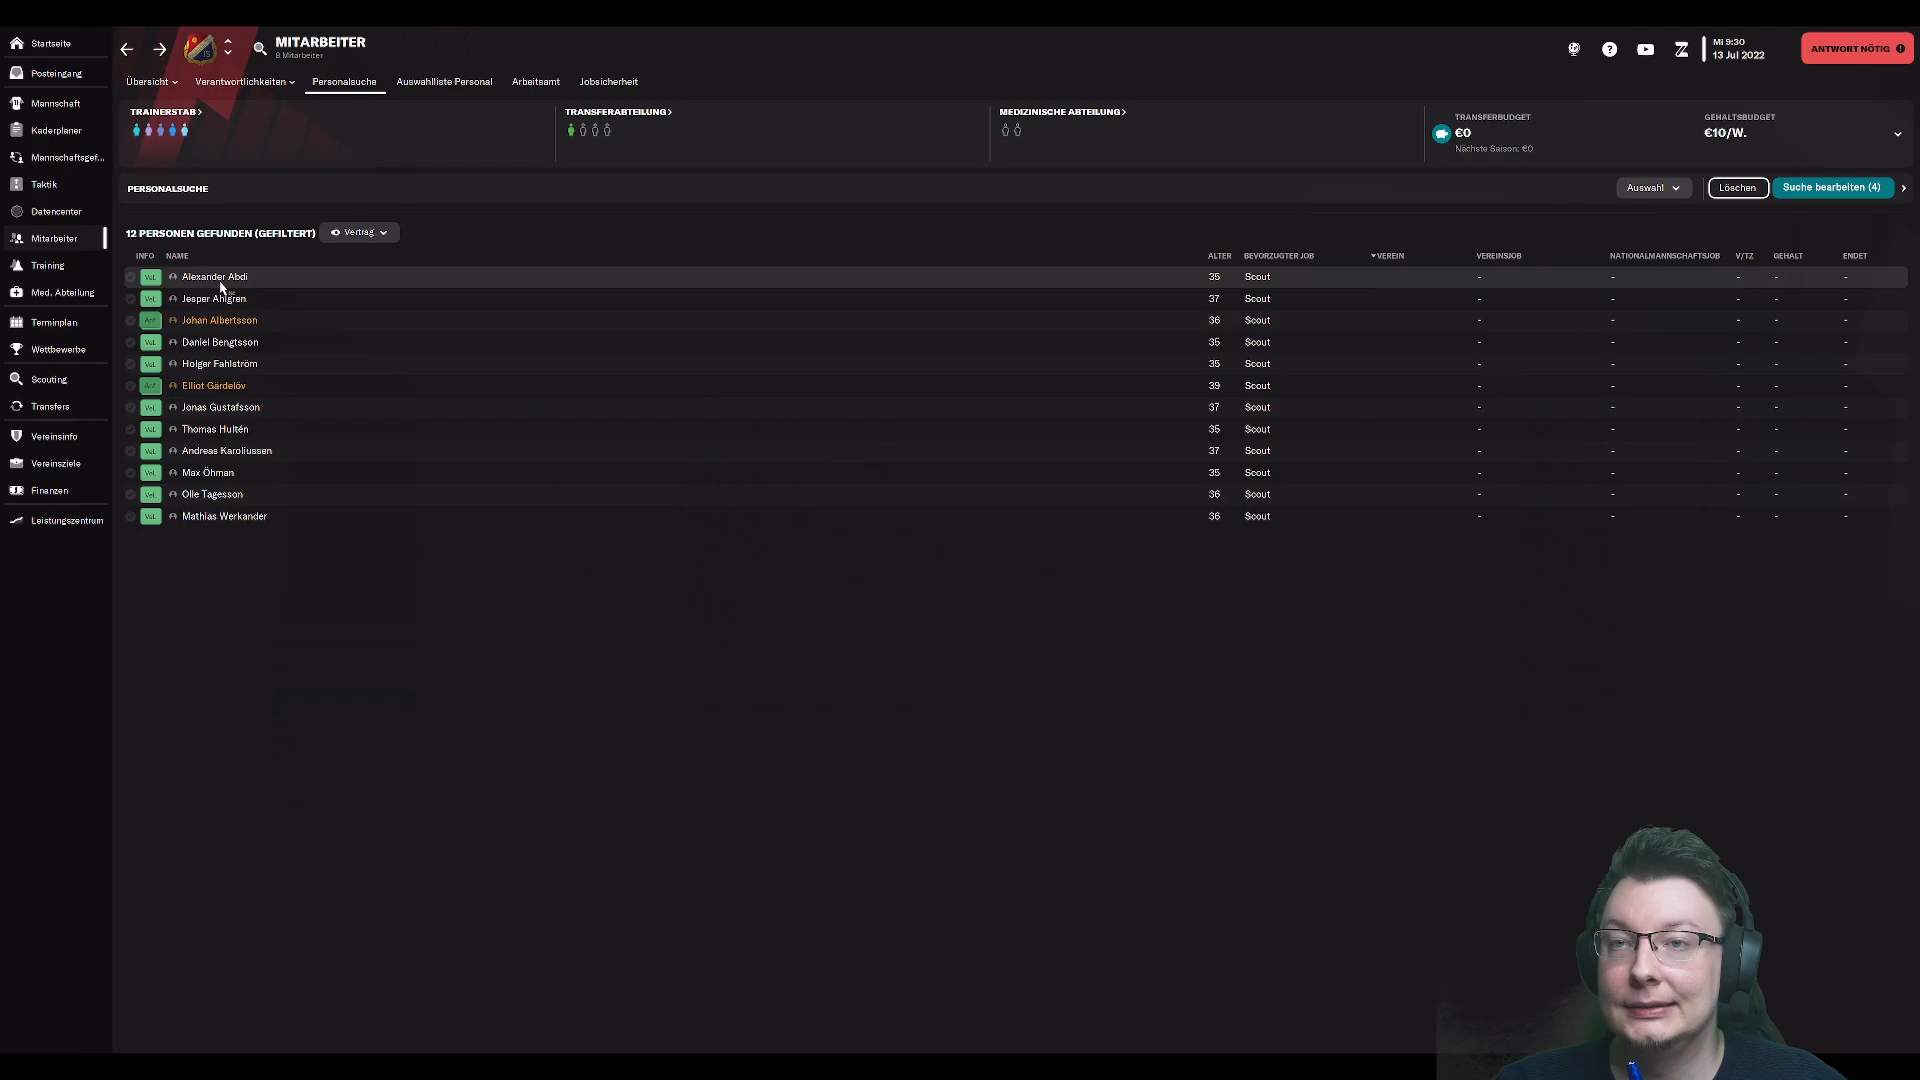 Startseite
Posteingang
Mannschaft
Kaderplaner
Mannschaftsgef...
Taktik
Datencenter
Mitarbeiter
Training
Med. Abteilung
Terminplan
Wettbewerbe
Scouting
Transfers
Vereinsinfo
Vereinsziele
Finanzen
Leistungszentrum
MITARBEITER
8 Mitarbeiter
Mi 9:30
13 Jul 2022
ANTWORT NÖTIG
Übersicht Verantwortlichkeiten Personalsuche Auswahlliste Personal Arbeitsamt Jobsicherheit
TRAINERSTAB>
TRANSFERABTEILUNG>
MEDIZINISCHE ABTEILUNG>
TRANSFERBUDGET
€0
Nächste Saison: €0
GEHALTSBUDGET
€10/W.
PERSONALSUCHE
Auswahl Löschen Suche bearbeiten (4)
12 PERSONEN GEFUNDEN (GEFILTERT) Vertrag
INFO NAME ALTER BEVORZUGTER JOB VEREIN VEREINSJOB NATIONALMANNSCHAFTSJOB V/TZ GEHALT ENDET
Alexander Abdi 35 Scout - - - - -
Jesper Ahlgren 37 Scout - - - - -
Johan Albertsson 36 Scout - - - - -
Daniel Bengtsson 35 Scout - - - - -
Holger Fahlström 35 Scout - - - - -
Elliot Gärdelöv 39 Scout - - - - -
Jonas Gustafsson 37 Scout - - - - -
Thomas Hultén 35 Scout - - - - -
Andreas Karoliussen 37 Scout - - - - -
Max Öhman 35 Scout - - - - -
Olle Tagesson 36 Scout - - - - -
Mathias Werkander 36 Scout - - - - -